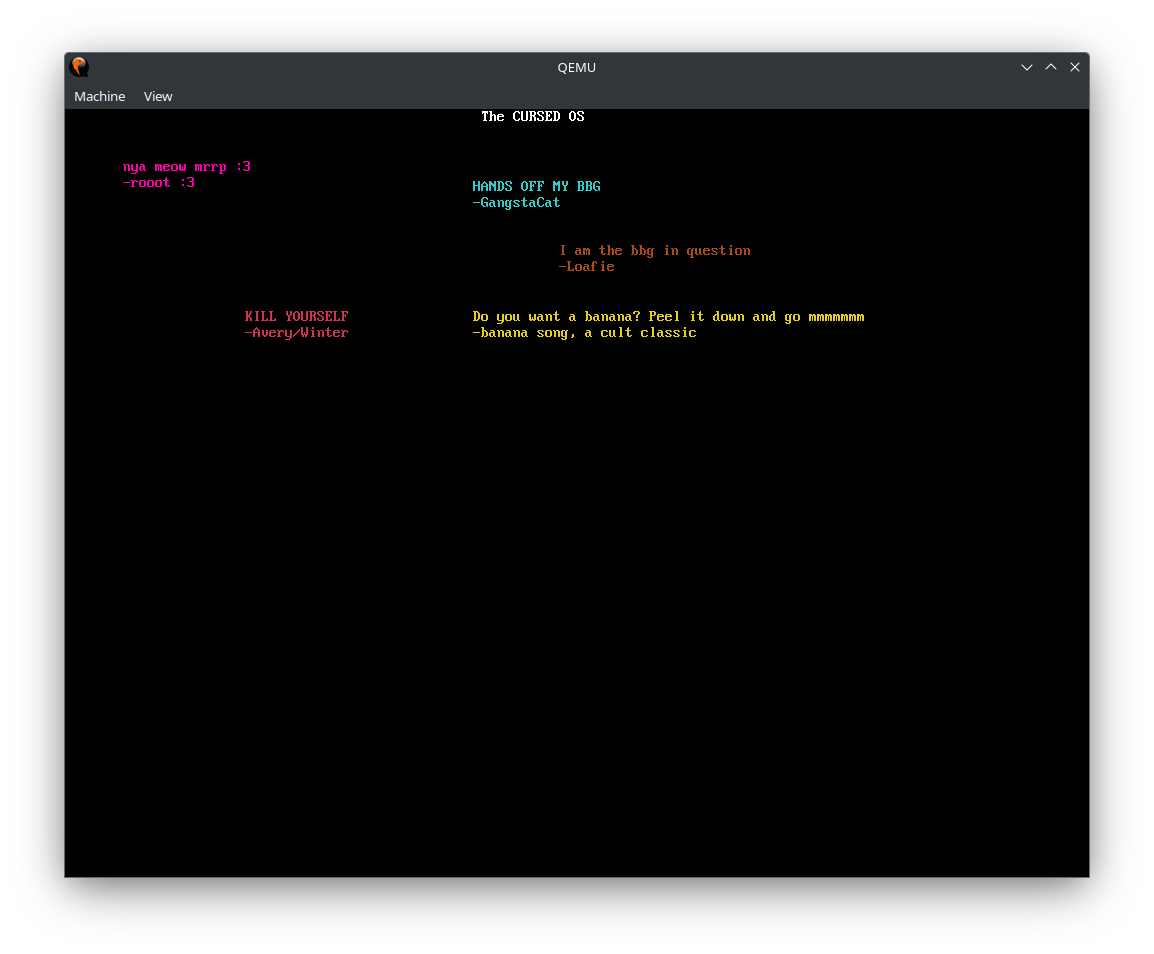 QEMU
Machine View
The CURSED OS
nya meow mrrp :3
-rooot :3
HANDS OFF MY BBG
-GangstaCat
I am the bbg in question
-Loafie
KILL YOURSELF
-Avery/Winter
Do you want a banana? Peel it down and go mmmmmmm
-banana song, a cult classic